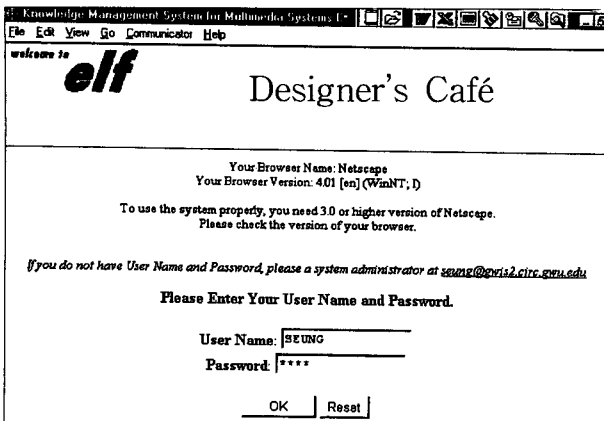 Knowledge Management System for Multimedia Systems
File Edit View Go Communicator Help
welcome to
elf
Designer's Café
Your Browser Name: Netscape
Your Browser Version: 4.01 [en] (WinNT; I)
To use the system properly, you need 3.0 or higher version of Netscape.
Please check the version of your browser.
If you do not have User Name and Password, please a system administrator at seung@gwis2.circ.gwu.edu
Please Enter Your User Name and Password.
User Name: SEUNG
Password: ****
OK Reset